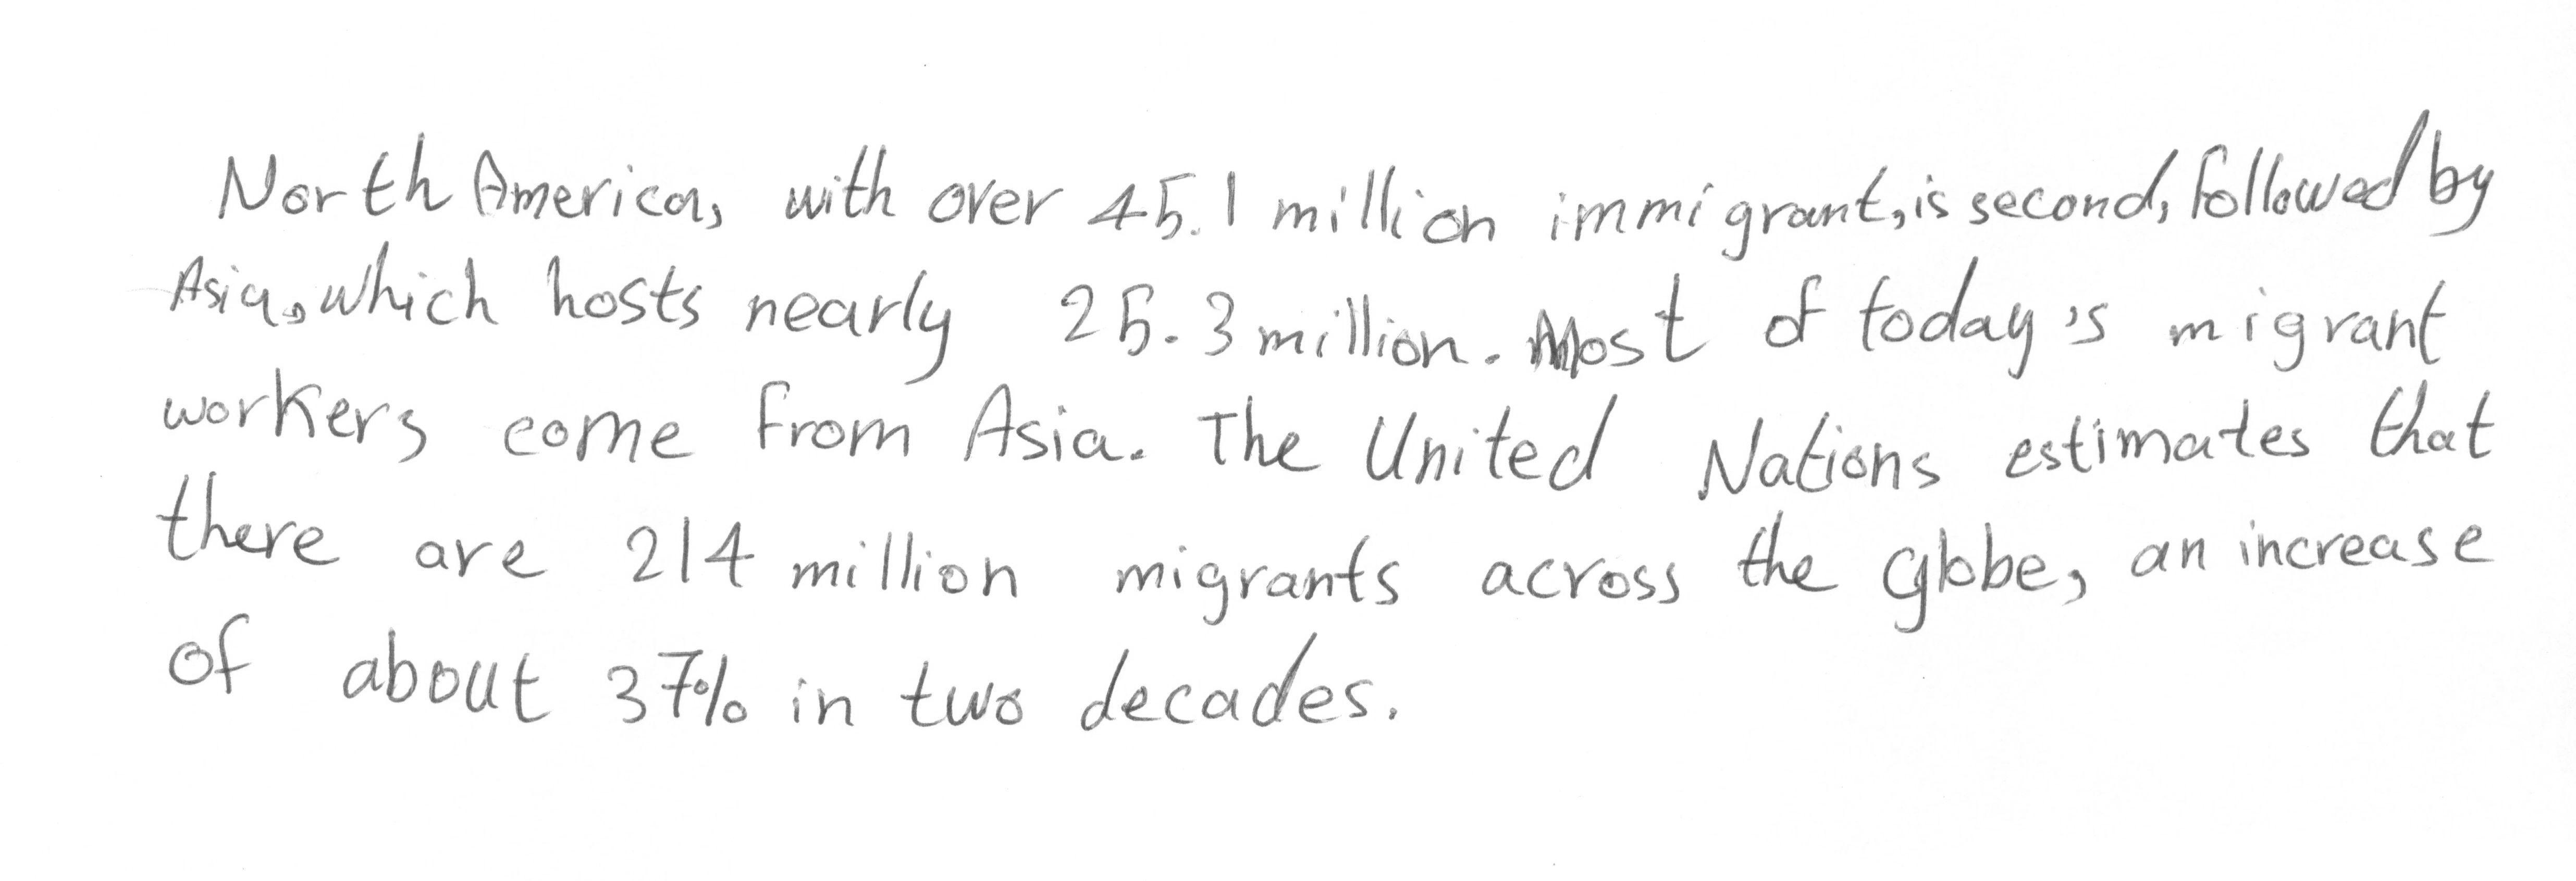 North America, with over 45.1 million immigrant, is second, followed by
Asia, which hosts nearly 25.3 million. Most of today's migrant
workers come from Asia. The United Nations estimates that
there are 214 million migrants across the globe, an increase
of about 37% in two decades.